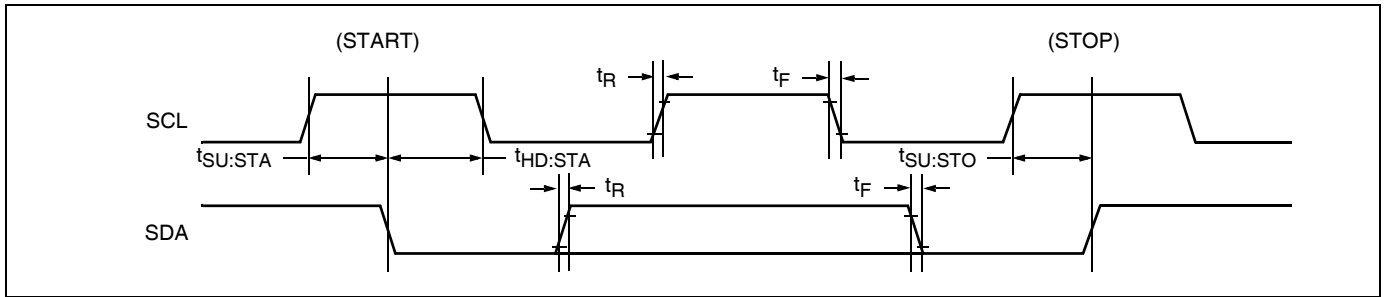 (START)
(STOP)
tR
tF
SCL
tSU:STA
tHD:STA
tSU:STO
tR
tF
SDA